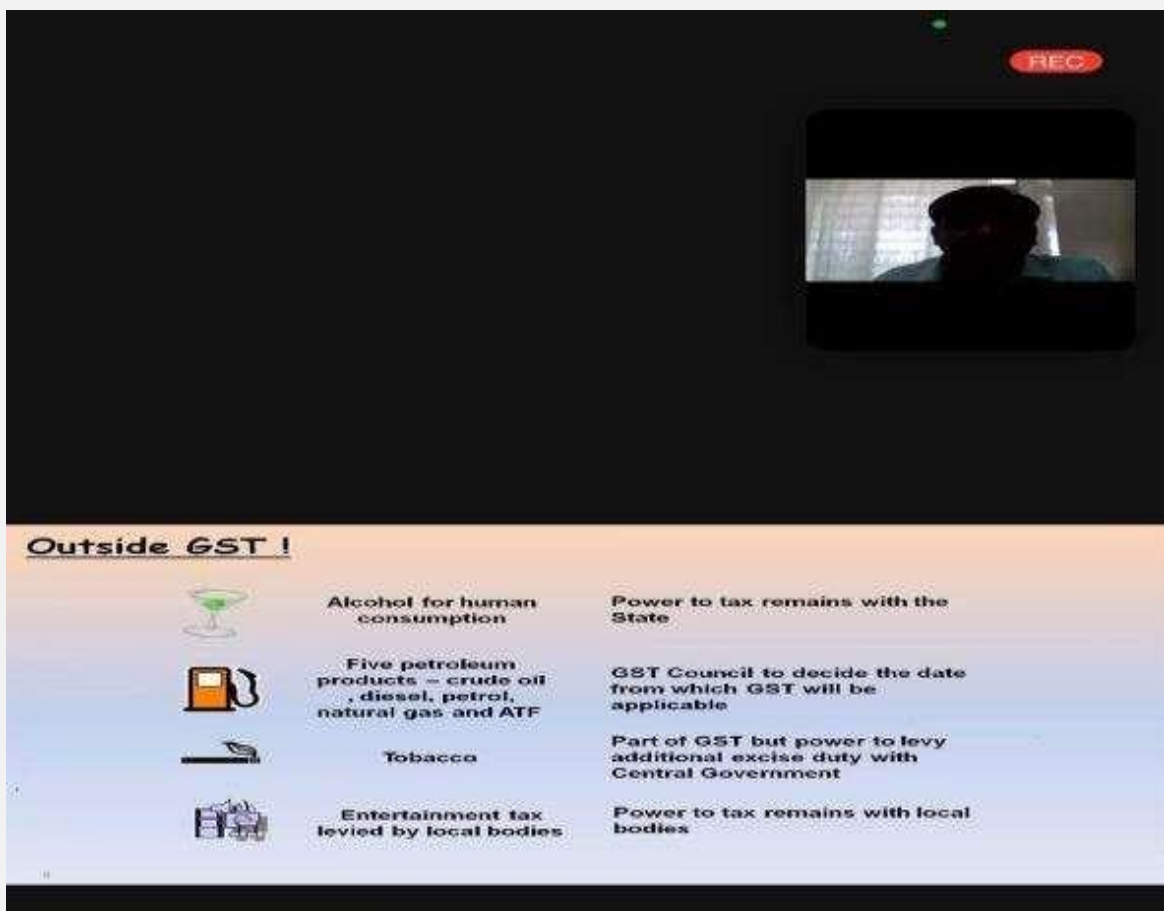 REC
Outside GST !
Alcohol for human
consumption
Power to tax remains with the
State
Five petroleum
products – crude oil
, diesel, petrol,
natural gas and ATF
GST Council to decide the date
from which GST will be
applicable
Tobacco
Part of GST but power to levy
additional excise duty with
Central Government
Entertainment tax
levied by local bodies
Power to tax remains with local
bodies